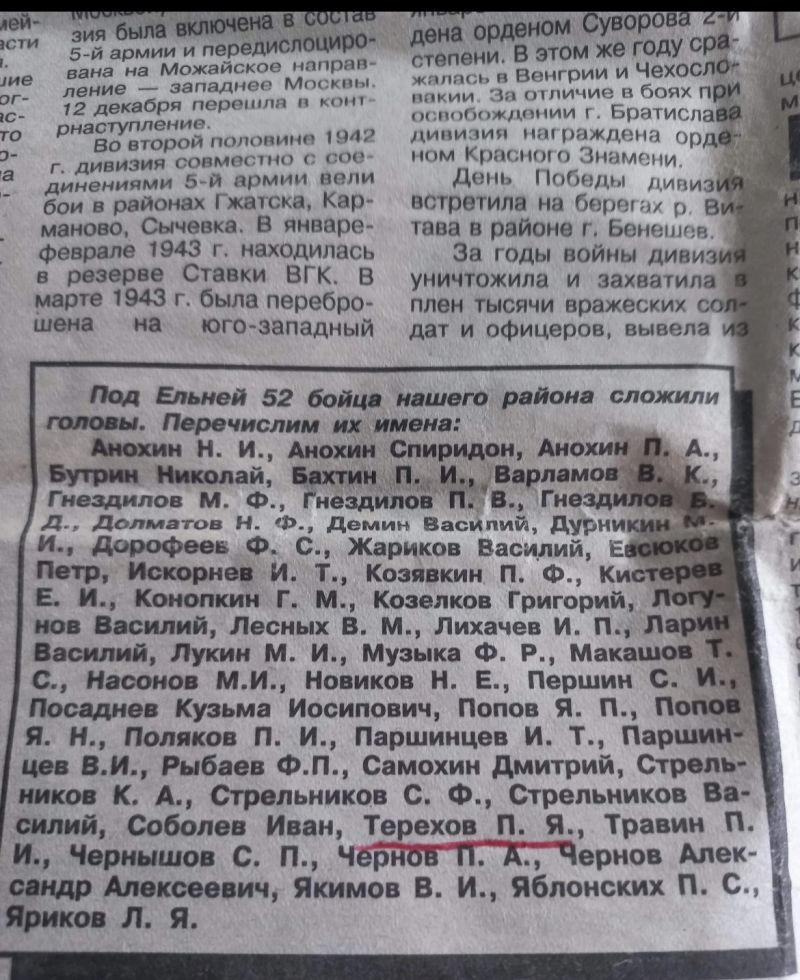 зия была включена в состав
5-й армии и передислоциро-
вана на Можайское направ-
ление — западнее Москвы.
12 декабря перешла в конт-
рнаступление.
Во второй половине 1942
г. дивизия совместно с сое-
динениями 5-й армии вели
бои в районах Гжатска, Кар-
маново, Сычевка. В январе-
феврале 1943 г. находилась
в резерве Ставки ВГК. В
марте 1943 г. была перебро-
шена на юго-западный
дена орденом Суворова 2-й
степени. В этом же году сра-
жалась в Венгрии и Чехосло-
вакии. За отличие в боях при
освобождении г. Братислава
дивизия награждена орде-
ном Красного Знамени.
День Победы дивизия
встретила на берегах р. Ви-
тава в районе г. Бенешев.
За годы войны дивизия
уничтожила и захватила в
плен тысячи вражеских сол-
дат и офицеров, вывела из
Под Ельней 52 бойца нашего района сложили
головы. Перечислим их имена:
Анохин Н. И., Анохин Спиридон, Анохин П. А.,
Бутрин Николай, Бахтин П. И., Варламов В. К.,
Гнездилов М. Ф., Гнездилов П. В., Гнездилов Б.
Д., Долматов Н. Ф., Демин Василий, Дурникин М.
И., Дорофеев Ф. С., Жариков Василий, Евсюков
Петр, Искорнев И. Т., Козявкин П. Ф., Кистерев
Е. И., Конопкин Г. М., Козелков Григорий, Логу-
нов Василий, Лесных В. М., Лихачев И. П., Ларин
Василий, Лукин М. И., Музыка Ф. Р., Макашов Т.
С., Насонов М.И., Новиков Н. Е., Першин С. И.,
Посаднев Кузьма Иосипович, Попов Я. П., Попов
Я. Н., Поляков П. И., Паршинцев И. Т., Паршин-
цев В.И., Рыбаев Ф.П., Самохин Дмитрий, Стрель-
ников К. А., Стрельников С. Ф., Стрельников Ва-
силий, Соболев Иван, Терехов П. Я., Травин П.
И., Чернышов С. П., Чернов П. А., Чернов Алек-
сандр Алексеевич, Якимов В. И., Яблонских П. С.,
Яриков Л. Я.